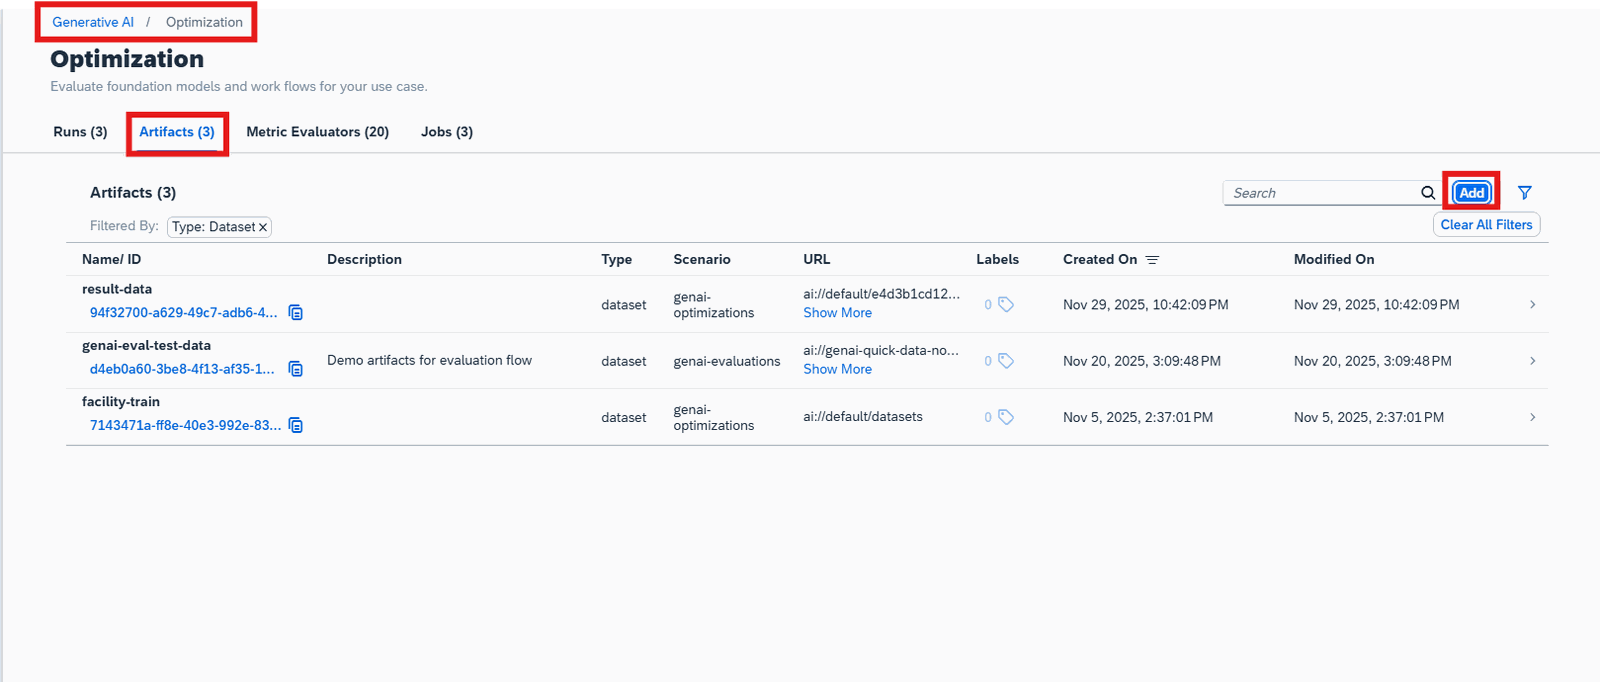 Generative AI / Optimization
Optimization
Evaluate foundation models and work flows for your use case.
Runs (3) Artifacts (3) Metric Evaluators (20) Jobs (3)
Artifacts (3) Search Add
Filtered By: Type: Dataset × Clear All Filters
Name/ ID Description Type Scenario URL Labels Created On Modified On
result-data
94f32700-a629-49c7-adb6-4... dataset genai-optimizations ai://default/e4d3b1cd12... Show More 0 Nov 29, 2025, 10:42:09 PM Nov 29, 2025, 10:42:09 PM
genai-eval-test-data
d4eb0a60-3be8-4f13-af35-1... Demo artifacts for evaluation flow dataset genai-evaluations ai://genai-quick-data-no... Show More 0 Nov 20, 2025, 3:09:48 PM Nov 20, 2025, 3:09:48 PM
facility-train
7143471a-ff8e-40e3-992e-83... dataset genai-optimizations ai://default/datasets 0 Nov 5, 2025, 2:37:01 PM Nov 5, 2025, 2:37:01 PM